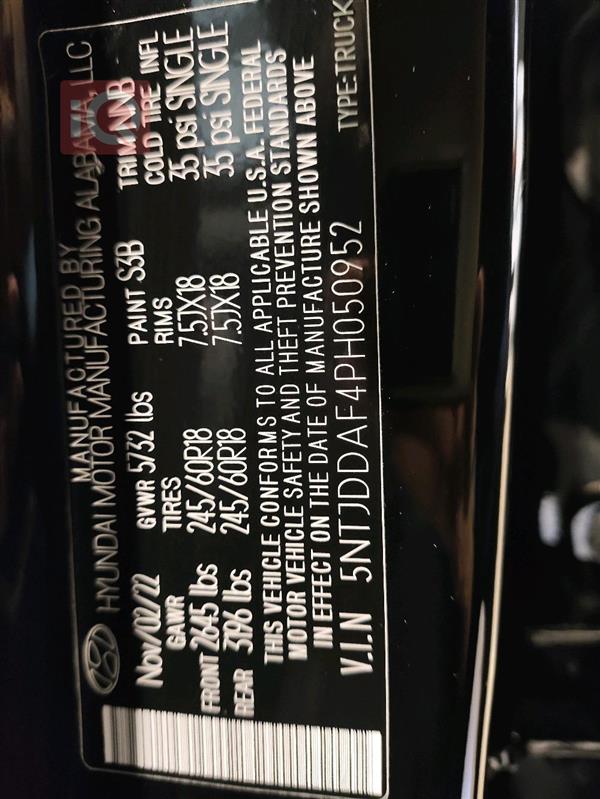 MANUFACTURED BY
HYUNDAI MOTOR MANUFACTURING ALABAMA, LLC
Nov/02/22 GVWR 5732 lbs PAINT S3B TRIM NNB
GAWR TIRES RIMS COLD TIRE INFL
FRONT 2645 lbs 245/60R18 7.5JX18 35 psi SINGLE
REAR 3196 lbs 245/60R18 7.5JX18 35 psi SINGLE
THIS VEHICLE CONFORMS TO ALL APPLICABLE U.S.A. FEDERAL
MOTOR VEHICLE SAFETY AND THEFT PREVENTION STANDARDS
IN EFFECT ON THE DATE OF MANUFACTURE SHOWN ABOVE
V.I.N 5NTJDDAF4PH050952 TYPE:TRUCK